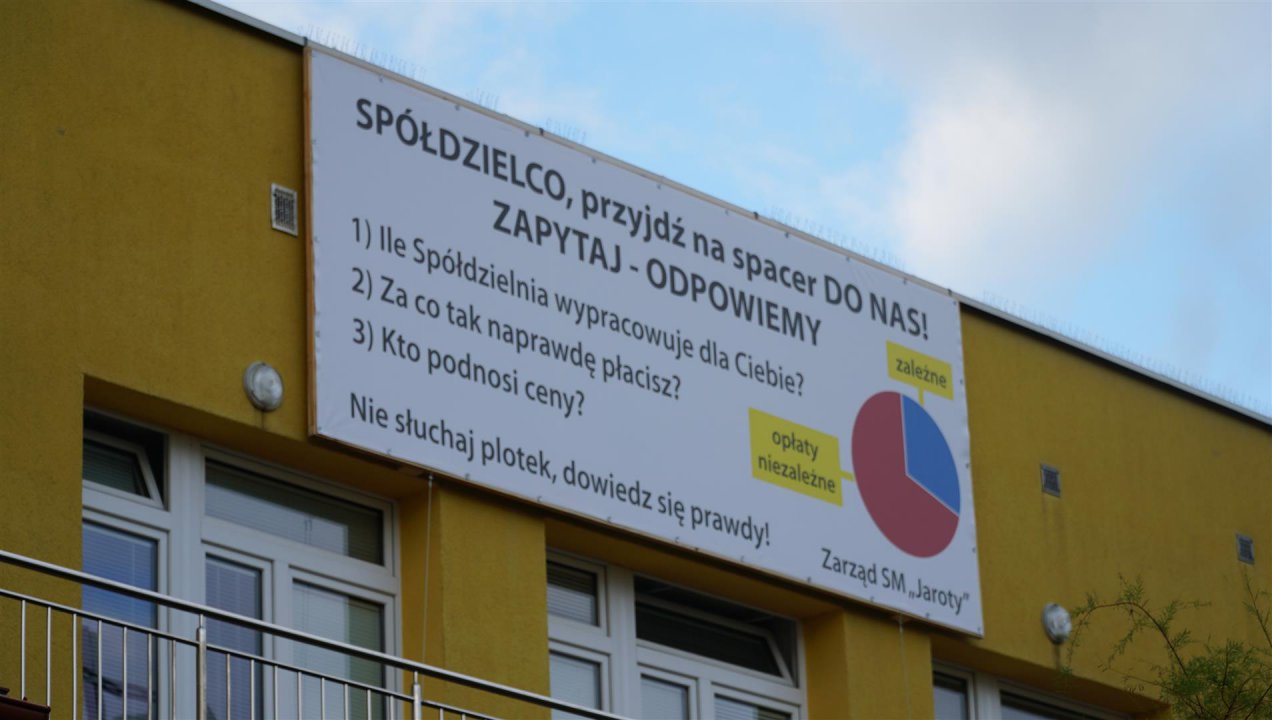 SPÓŁDZIELCO, przyjdź na spacer DO NAS!
ZAPYTAJ - ODPOWIEMY
1) Ile Spółdzielnia wypracowuje dla Ciebie?
2) Za co tak naprawdę płacisz?
3) Kto podnosi ceny?
Nie słuchaj plotek, dowiedz się prawdy!
zależne
opłaty
niezależne
Zarząd SM „Jaroty”